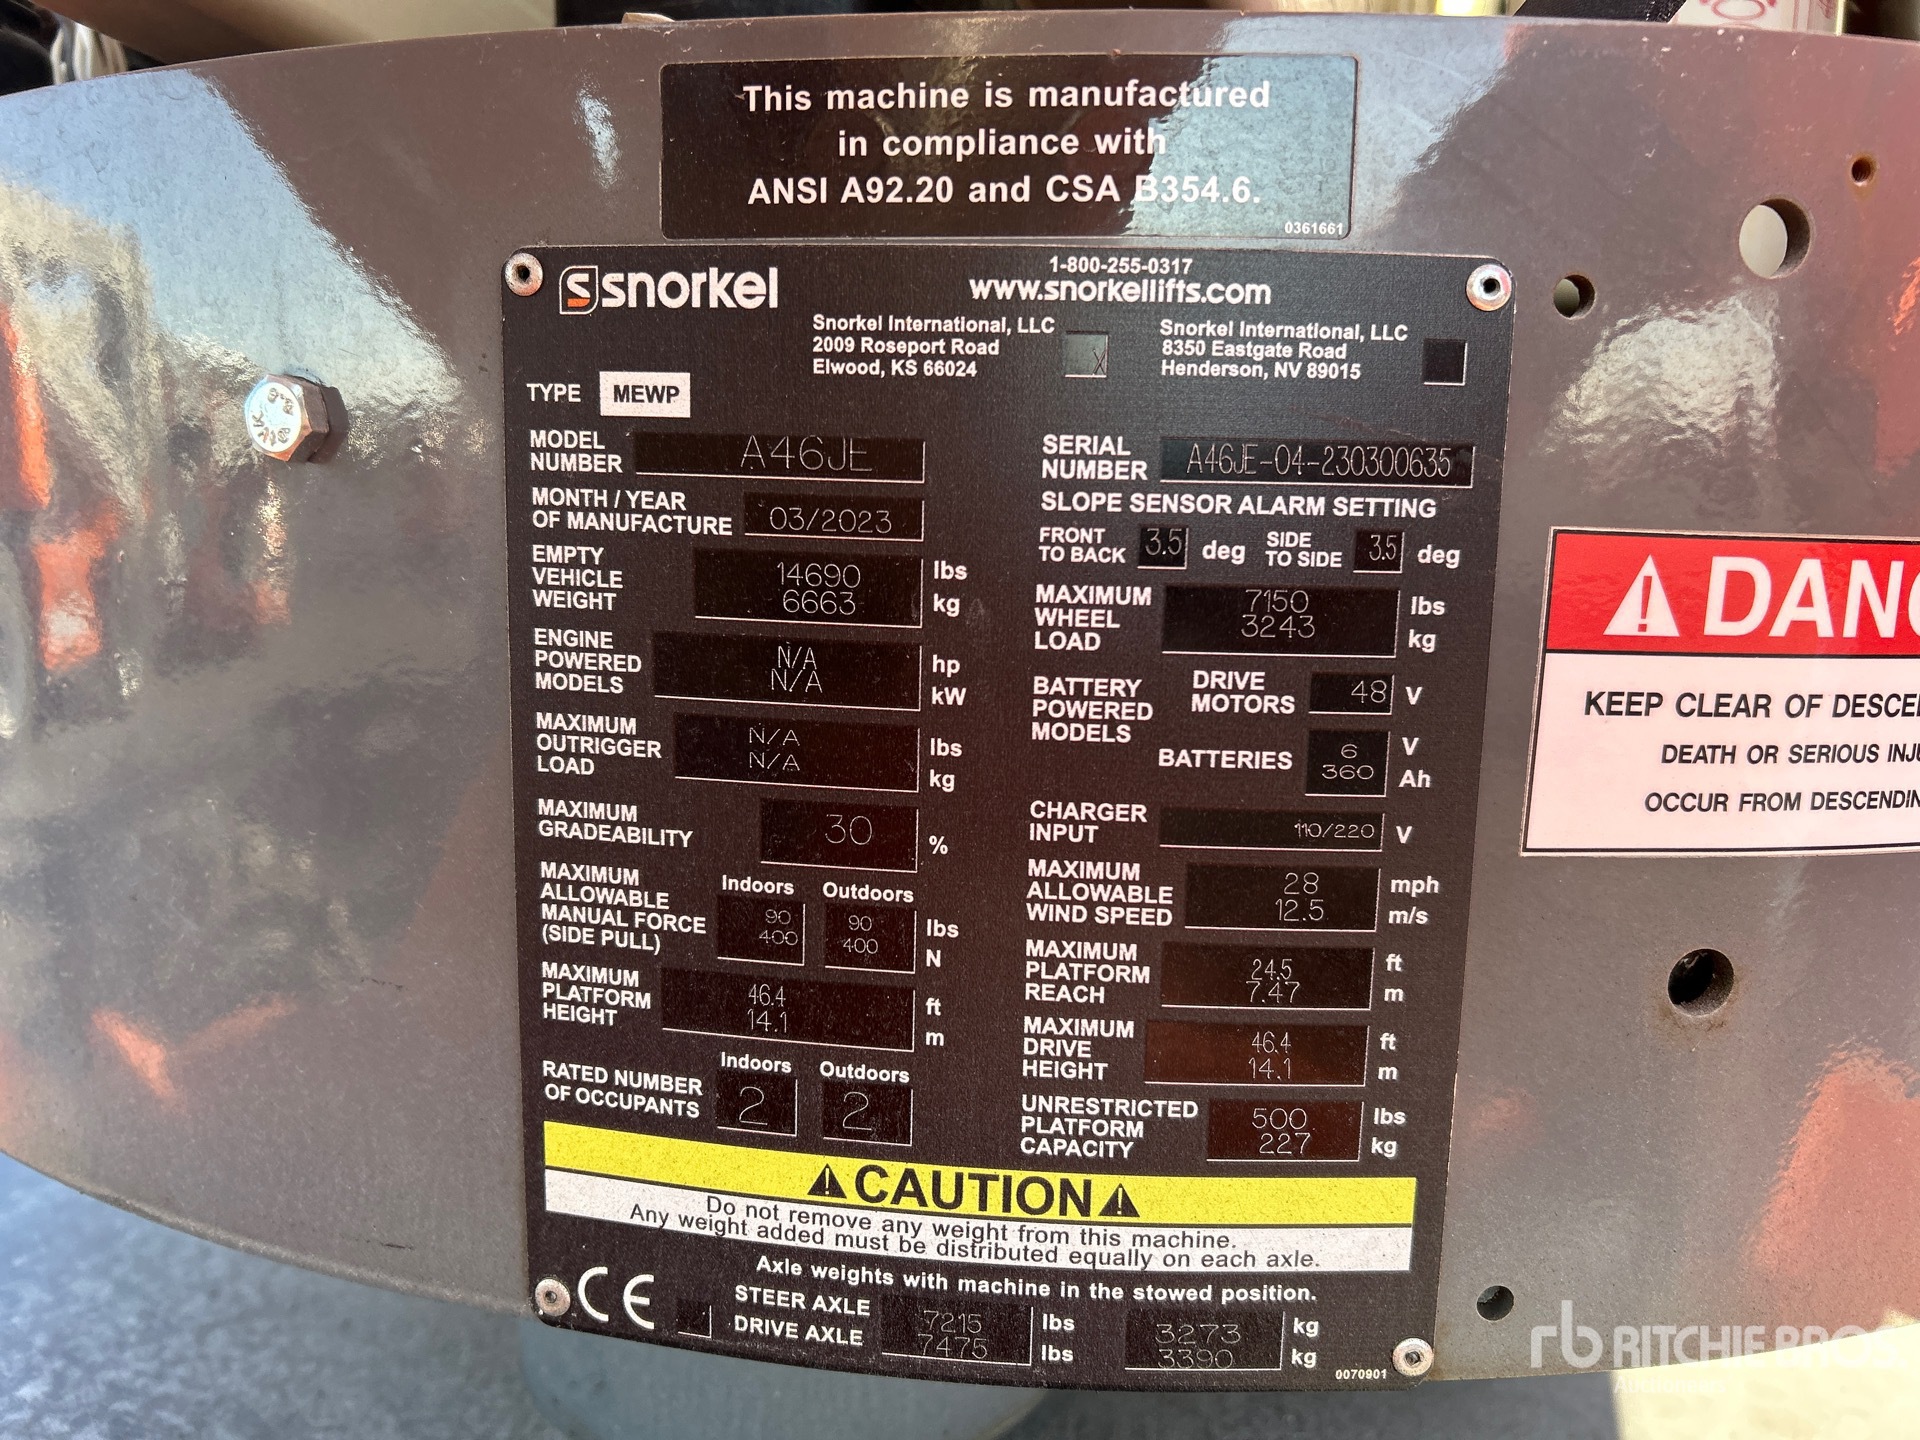 This machine is manufactured
in compliance with
ANSI A92.20 and CSA B354.6.
0361661
snorkel
1-800-255-0317
www.snorkellifts.com
Snorkel International, LLC
2009 Roseport Road
Elwood, KS 66024
X
Snorkel International, LLC
8350 Eastgate Road
Henderson, NV 89015
TYPE MEWP
MODEL
NUMBER A46JE
SERIAL
NUMBER A46JE-04-230300635
MONTH / YEAR
OF MANUFACTURE 03/2023
SLOPE SENSOR ALARM SETTING
FRONT
TO BACK 3.5 deg
SIDE
TO SIDE 3.5 deg
EMPTY
VEHICLE
WEIGHT
14690 lbs
6663 kg
MAXIMUM
WHEEL
LOAD
7150 lbs
3243 kg
ENGINE
POWERED
MODELS
N/A hp
N/A kW
BATTERY
POWERED
MODELS
DRIVE
MOTORS 48 V
BATTERIES
6 V
360 Ah
MAXIMUM
OUTRIGGER
LOAD
N/A lbs
N/A kg
MAXIMUM
GRADEABILITY 30 %
CHARGER
INPUT 110/220 V
MAXIMUM
ALLOWABLE
MANUAL FORCE
(SIDE PULL)
Indoors Outdoors
90 90 lbs
400 400 N
MAXIMUM
ALLOWABLE
WIND SPEED
28 mph
12.5 m/s
MAXIMUM
PLATFORM
HEIGHT
46.4 ft
14.1 m
MAXIMUM
PLATFORM
REACH
24.5 ft
7.47 m
MAXIMUM
DRIVE
HEIGHT
46.4 ft
14.1 m
RATED NUMBER
OF OCCUPANTS
Indoors Outdoors
2 2
UNRESTRICTED
PLATFORM
CAPACITY
500 lbs
227 kg
CAUTION
Do not remove any weight from this machine.
Any weight added must be distributed equally on each axle.
Axle weights with machine in the stowed position.
CE
STEER AXLE 7215 lbs 3273 kg
DRIVE AXLE 7475 lbs 3390 kg
0070901
DANG
KEEP CLEAR OF DESCE
DEATH OR SERIOUS INJU
OCCUR FROM DESCENDIN
rb RITCHIE BROS.